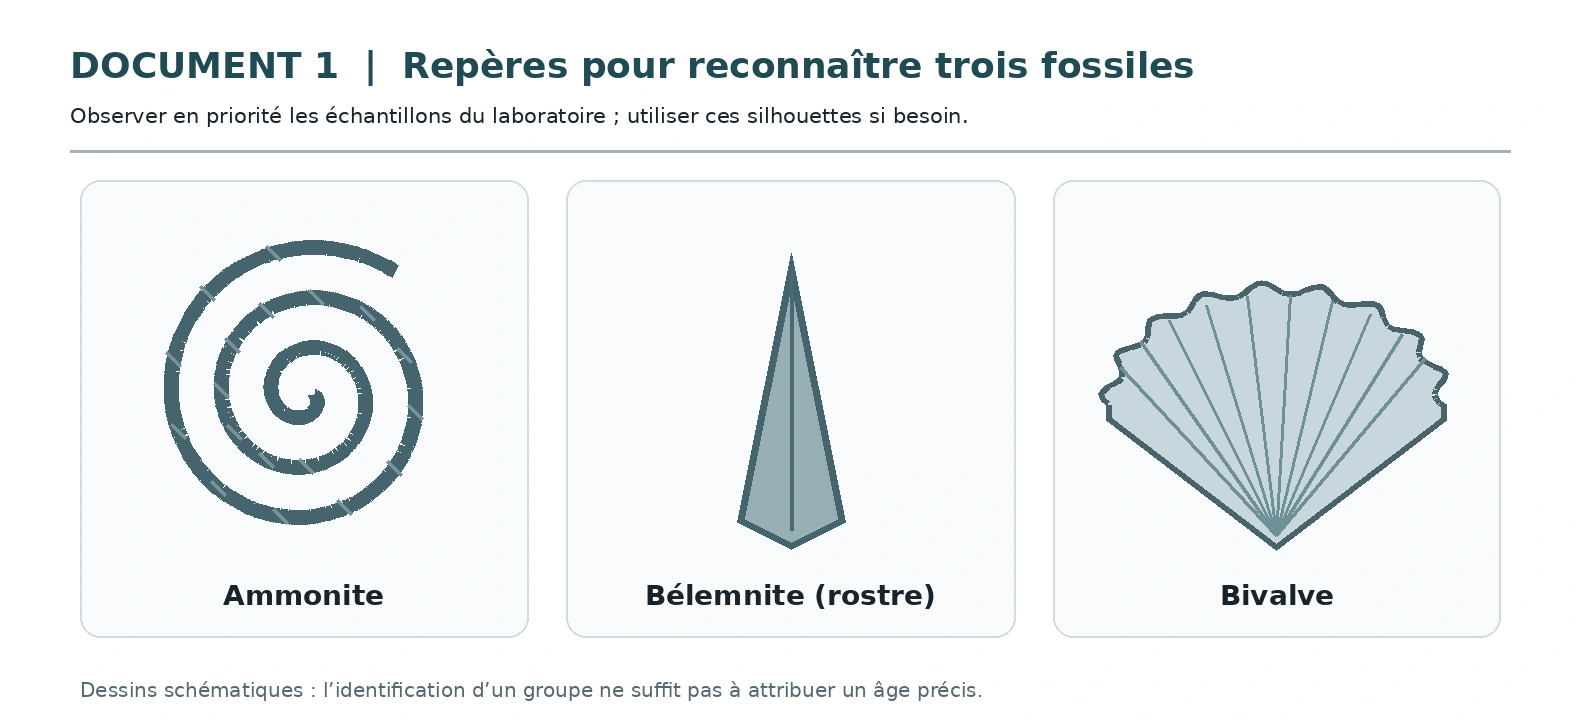 DOCUMENT 1 | Repères pour reconnaître trois fossiles
Observer en priorité les échantillons du laboratoire ; utiliser ces silhouettes si besoin.
Ammonite
Bélemnite (rostre)
Bivalve
Dessins schématiques : l’identification d’un groupe ne suffit pas à attribuer un âge précis.